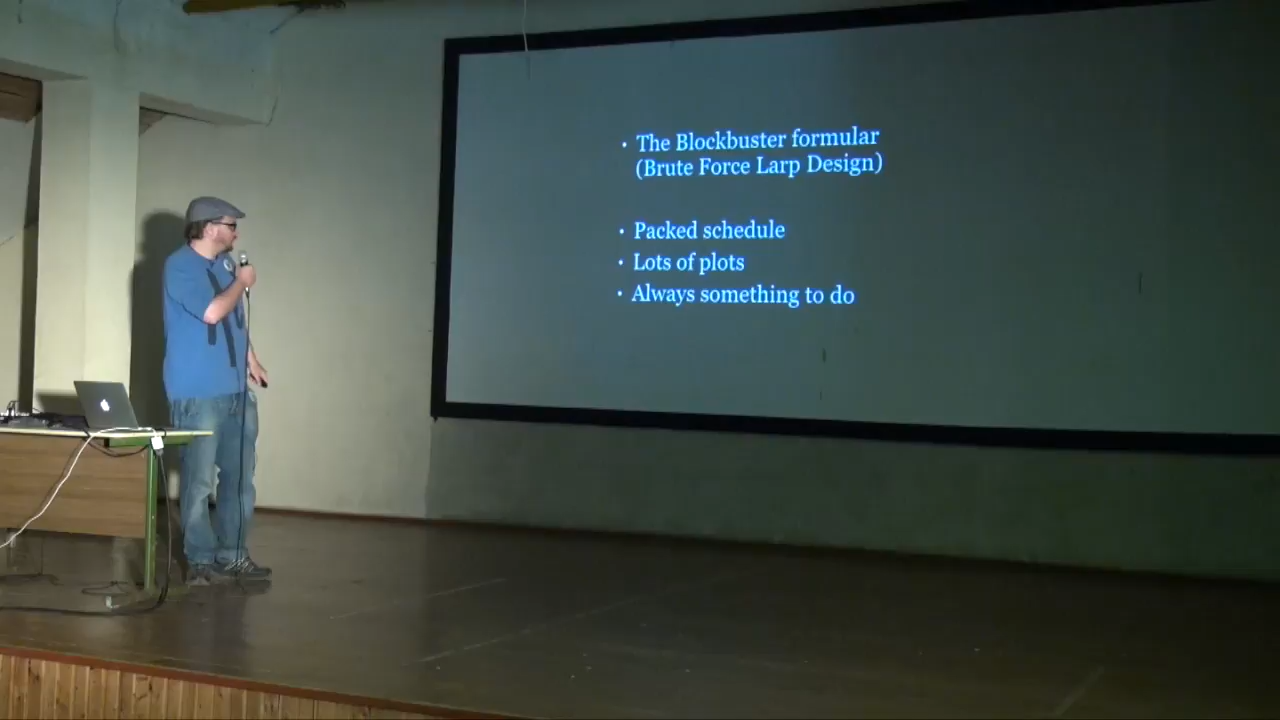 • The Blockbuster formular
(Brute Force Larp Design)
• Packed schedule
• Lots of plots
• Always something to do